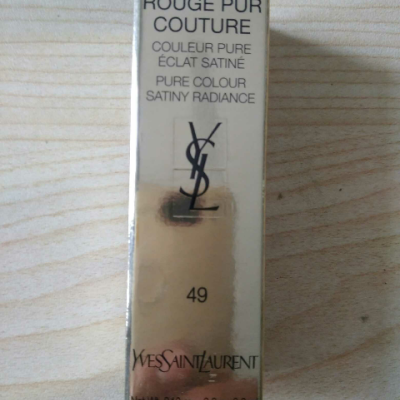 ROUGE PUR
COUTURE
COULEUR PURE
ÉCLAT SATINÉ
PURE COLOUR
SATINY RADIANCE
YSL
49
YVESSAINTLAURENT